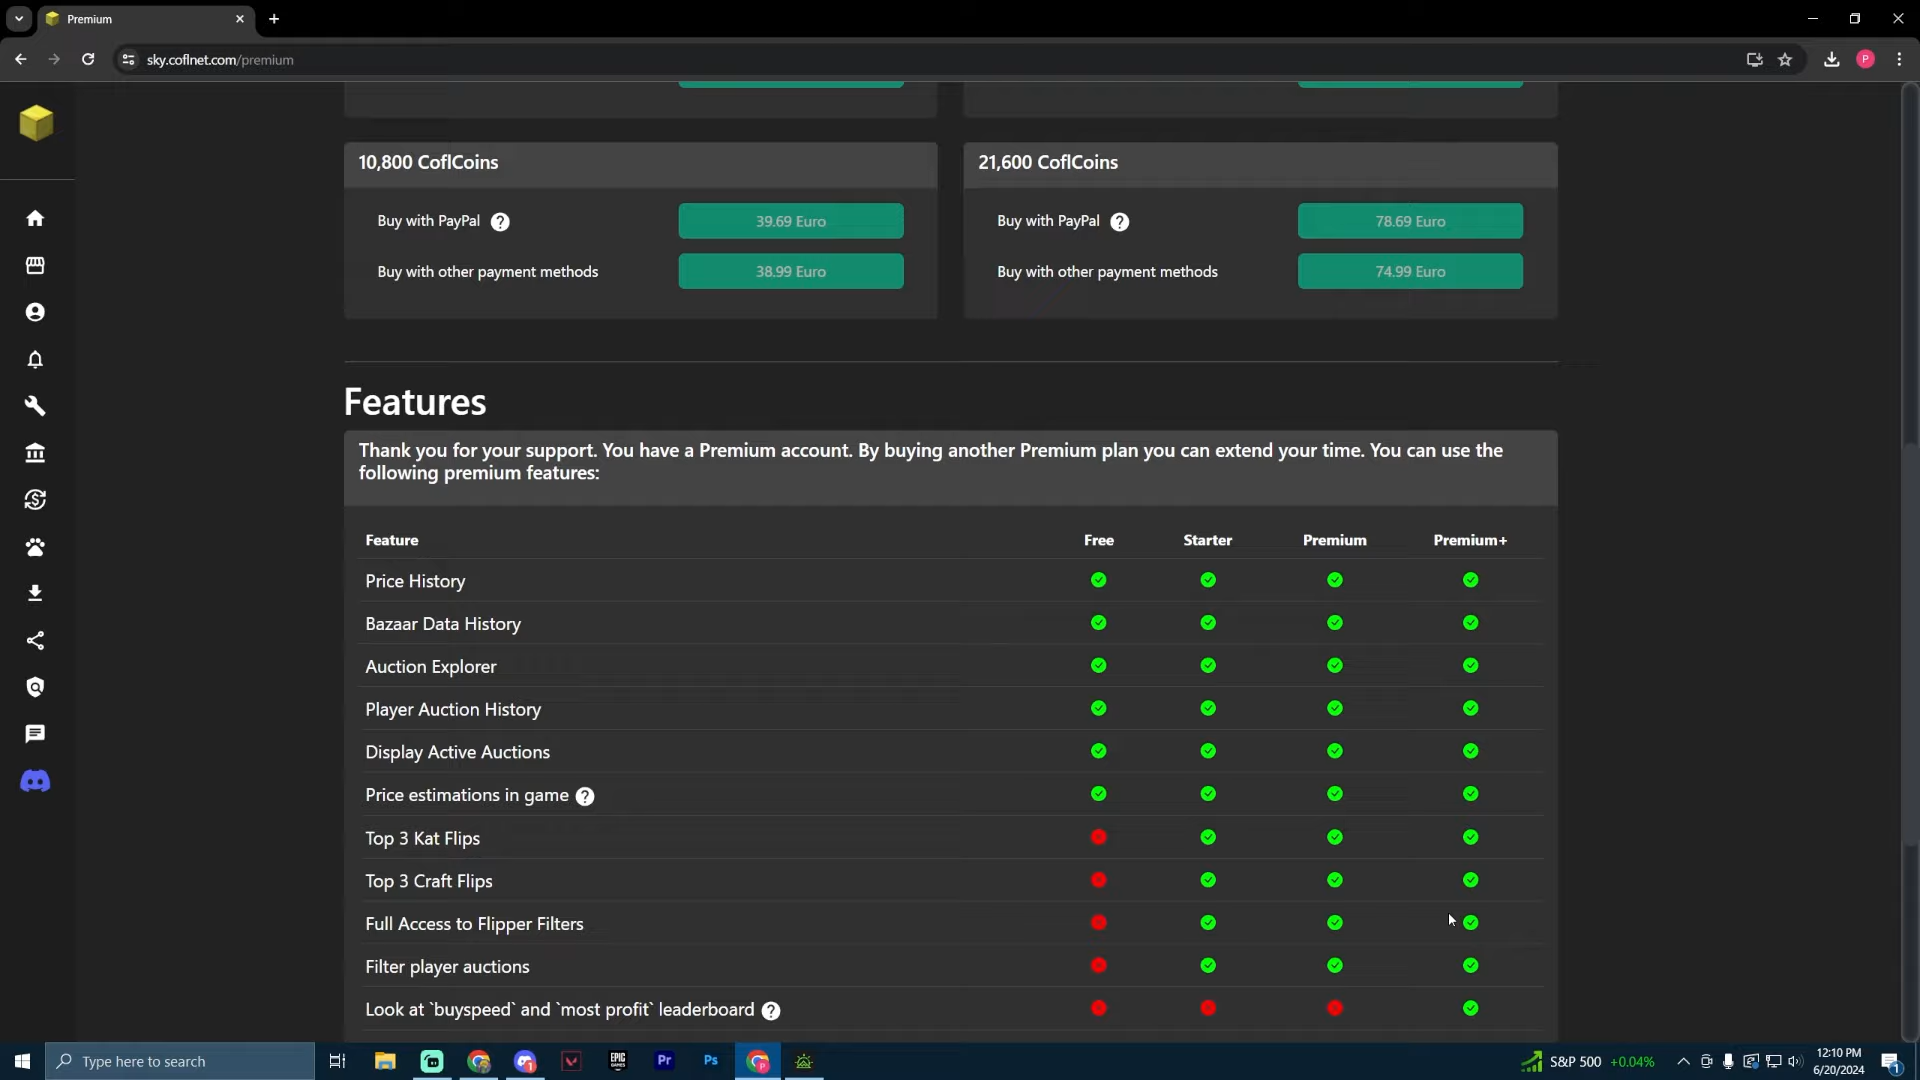 Premium
sky.coflnet.com/premium
P
10,800 CoflCoins
21,600 CoflCoins
Buy with PayPal ?
39.69 Euro
Buy with PayPal ?
78.69 Euro
Buy with other payment methods
38.99 Euro
Buy with other payment methods
74.99 Euro
Features
Thank you for your support. You have a Premium account. By buying another Premium plan you can extend your time. You can use the
following premium features:
Feature Free Starter Premium Premium+
Price History
Bazaar Data History
Auction Explorer
Player Auction History
Display Active Auctions
Price estimations in game ?
Top 3 Kat Flips
Top 3 Craft Flips
Full Access to Flipper Filters
Filter player auctions
Look at `buyspeed` and `most profit` leaderboard ?
Type here to search
EPIC GAMES
Pr
Ps
P
S&P 500 +0.04%
12:10 PM
6/20/2024
1